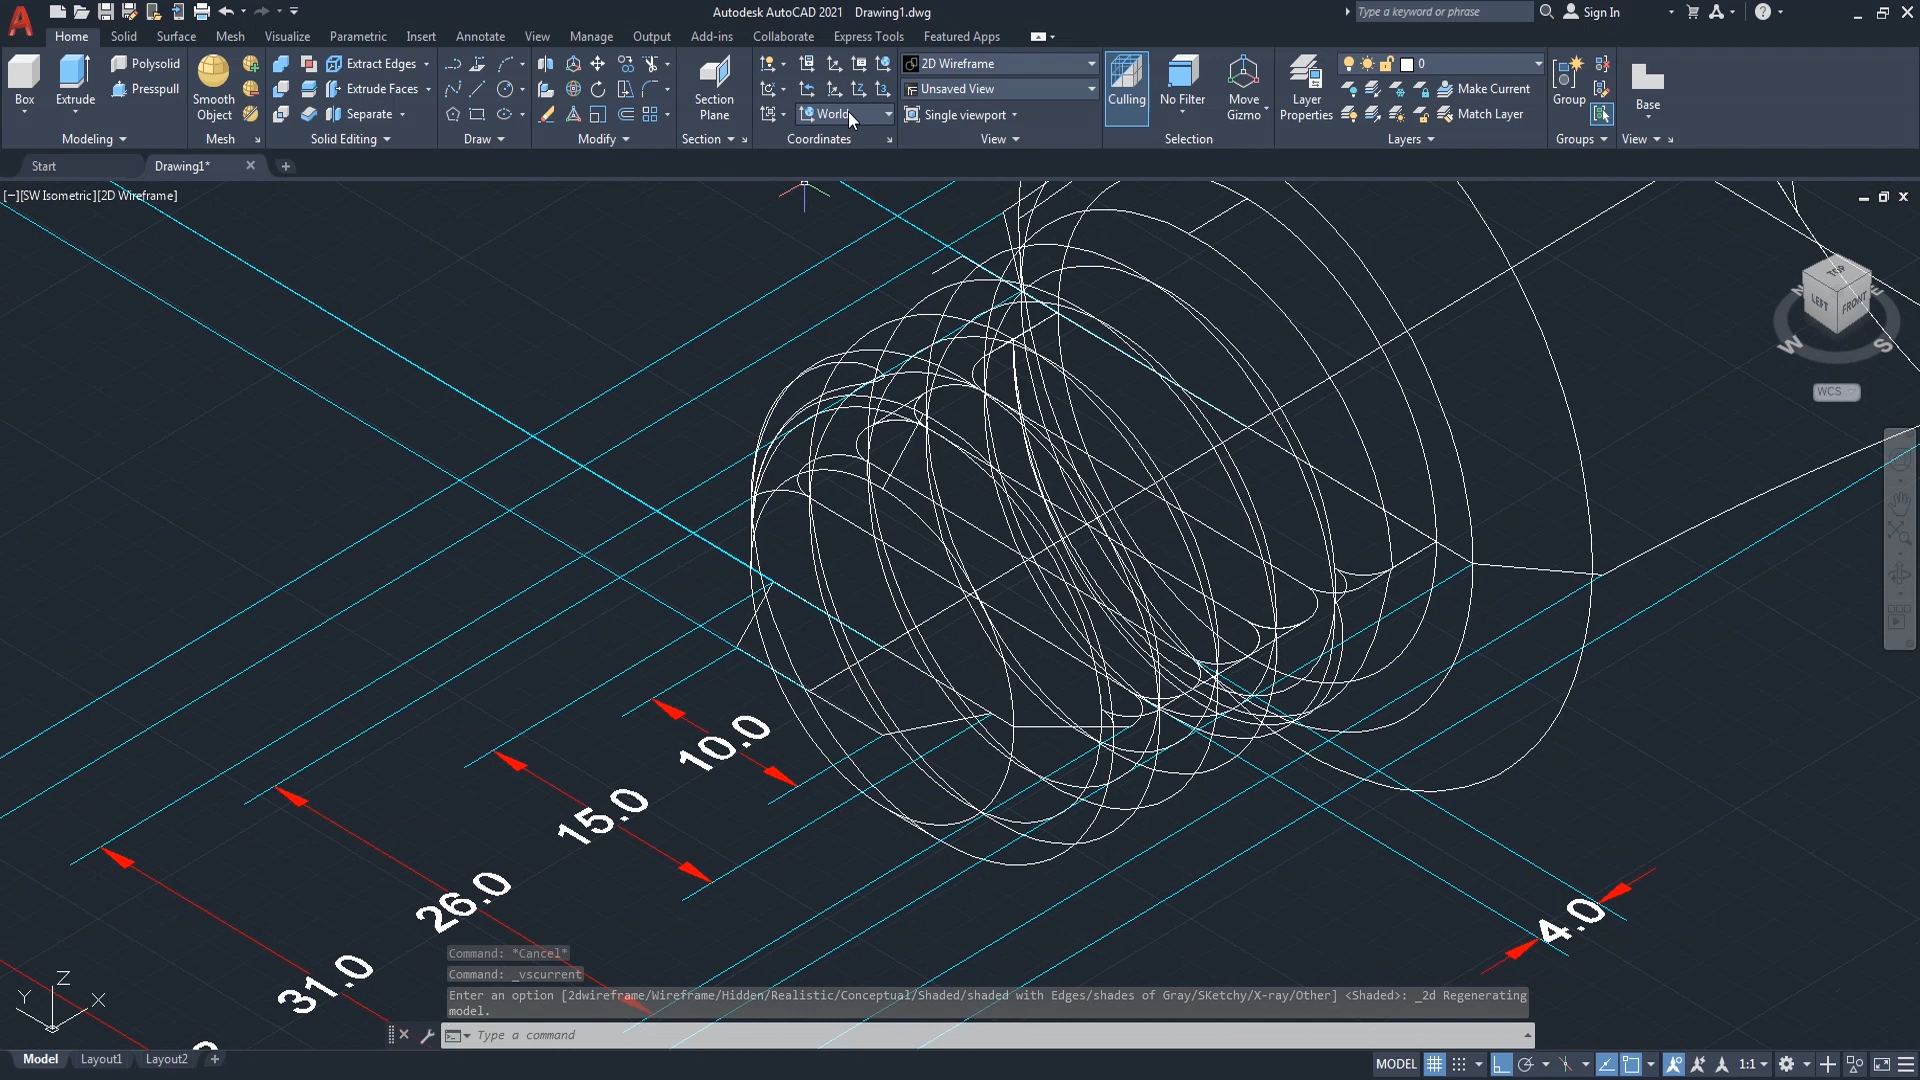 Autodesk AutoCAD 2021 Drawing1.dwg
Type a keyword or phrase
Sign In
Home Solid Surface Mesh Visualize Parametric Insert Annotate View Manage Output Add-ins Collaborate Express Tools Featured Apps
Box
Extrude
Polysolid
Presspull
Modeling
Smooth Object
Mesh
Extract Edges
Extrude Faces
Separate
Solid Editing
Draw
Modify
Section Plane
Section
World
Coordinates
2D Wireframe
Unsaved View
Single viewport
View
Culling
No Filter
Move Gizmo
Selection
Layer Properties
0
Make Current
Match Layer
Layers
Group
Groups
Base
View
Start
Drawing1*
[−][SW Isometric][2D Wireframe]
TOP
LEFT
FRONT
N
E
W
S
WCS
10.0
15.0
26.0
31.0
4.0
Z
Y
X
Command: *Cancel*
Command: _vscurrent
Enter an option [2dwireframe/Wireframe/Hidden/Realistic/Conceptual/Shaded/shaded with Edges/shades of Gray/SKetchy/X-ray/Other] <Shaded>: _2d Regenerating
model.
Type a command
Model Layout1 Layout2
MODEL
1:1